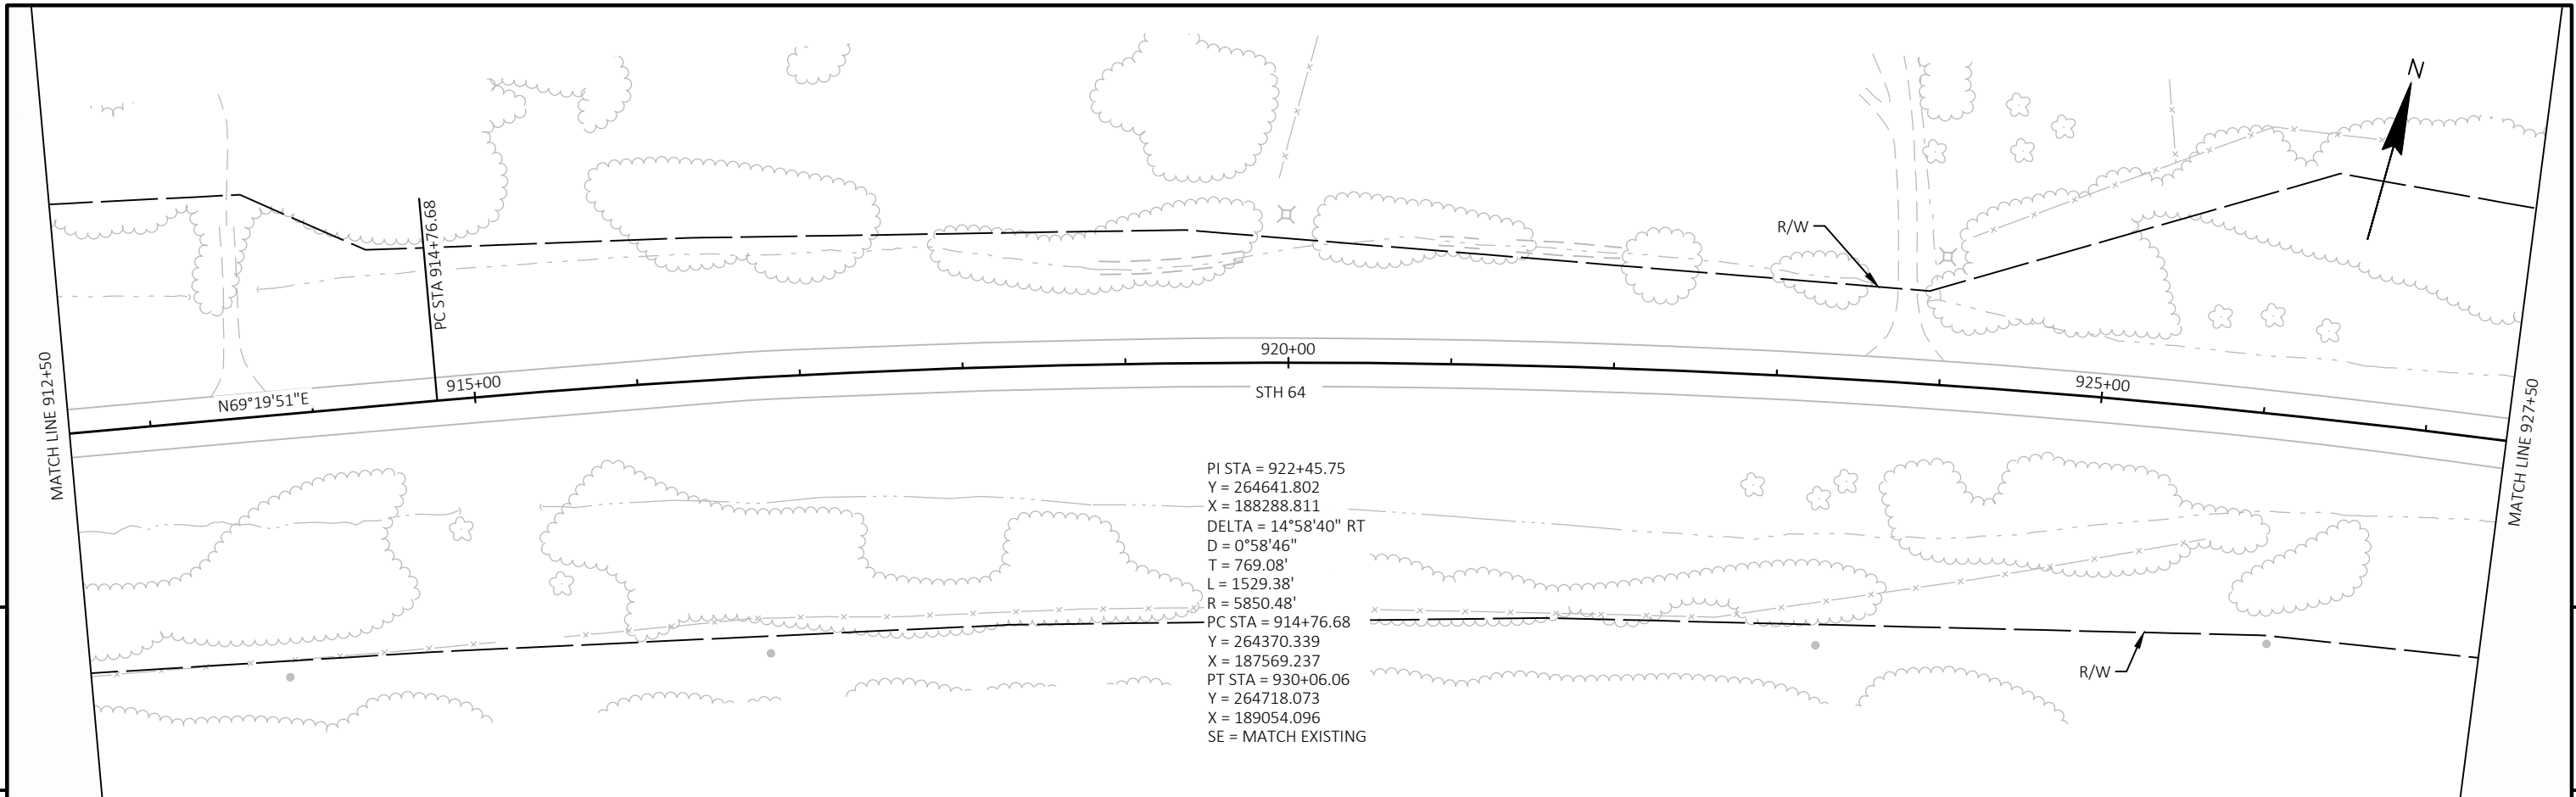 N
R/W
PC STA 914+76.68
920+00
915+00
925+00
N69°19'51"E
STH 64
MATCH LINE 912+50
MATCH LINE 927+50
PI STA = 922+45.75
Y = 264641.802
X = 188288.811
DELTA = 14°58'40" RT
D = 0°58'46"
T = 769.08'
L = 1529.38'
R = 5850.48'
PC STA = 914+76.68
Y = 264370.339
X = 187569.237
PT STA = 930+06.06
Y = 264718.073
X = 189054.096
SE = MATCH EXISTING
R/W